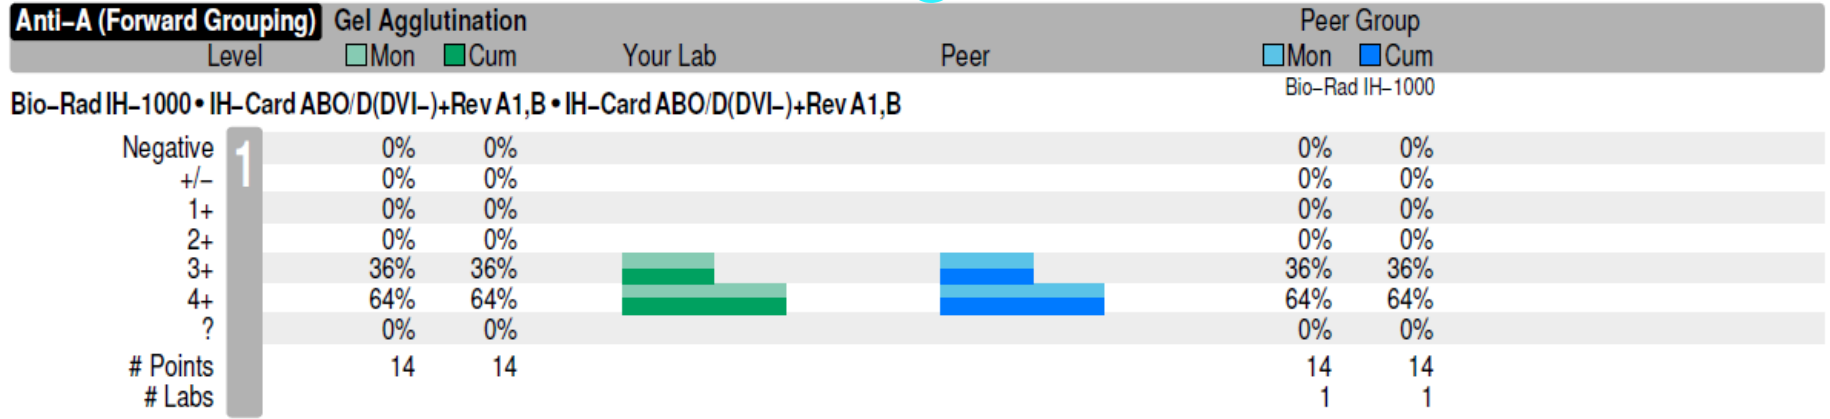 Anti–A (Forward Grouping) Gel Agglutination Peer Group
Level Mon Cum Your Lab Peer Mon Cum
Bio–Rad IH–1000
Bio–Rad IH–1000 • IH–Card ABO/D(DVI–)+Rev A1,B • IH–Card ABO/D(DVI–)+Rev A1,B
1
Negative 0% 0% 0% 0%
+/– 0% 0% 0% 0%
1+ 0% 0% 0% 0%
2+ 0% 0% 0% 0%
3+ 36% 36% 36% 36%
4+ 64% 64% 64% 64%
? 0% 0% 0% 0%
# Points 14 14 14 14
# Labs 1 1